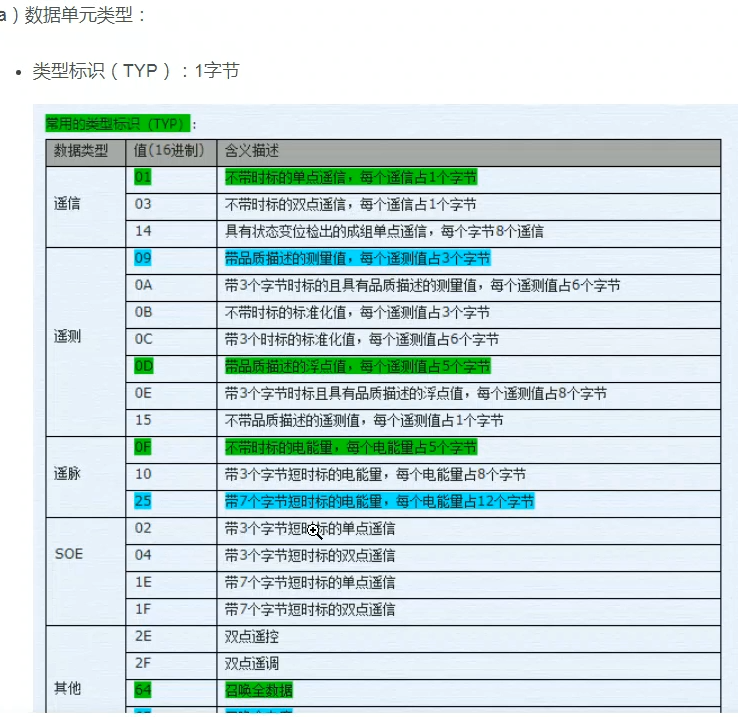 a）数据单元类型：
• 类型标识（TYP）：1字节
常用的类型标识（TYP）：
数据类型 值(16进制) 含义描述
01 不带时标的单点遥信，每个遥信占1个字节
遥信 03 不带时标的双点遥信，每个遥信占1个字节
14 具有状态变位检出的成组单点遥信，每个字节8个遥信
09 带品质描述的测量值，每个遥测值占3个字节
0A 带3个字节时标的且具有品质描述的测量值，每个遥测值占6个字节
0B 不带时标的标准化值，每个遥测值占3个字节
遥测 0C 带3个时标的标准化值，每个遥测值占6个字节
0D 带品质描述的浮点值，每个遥测值占5个字节
0E 带3个字节时标且具有品质描述的浮点值，每个遥测值占8个字节
15 不带品质描述的遥测值，每个遥测值占1个字节
0F 不带时标的电能量，每个电能量占5个字节
遥脉 10 带3个字节短时标的电能量，每个电能量占8个字节
25 带7个字节短时标的电能量，每个电能量占12个字节
02 带3个字节短时标的单点遥信
SOE 04 带3个字节短时标的双点遥信
1E 带7个字节短时标的单点遥信
1F 带7个字节短时标的双点遥信
2E 双点遥控
2F 双点遥调
其他 64 召唤全数据